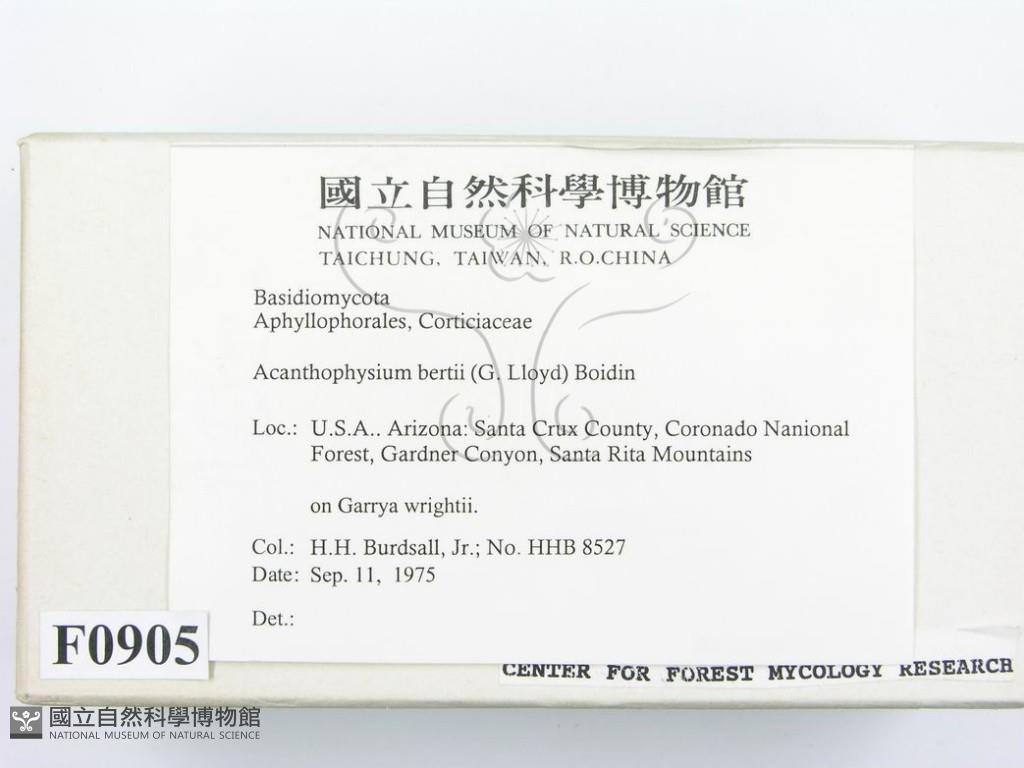 國立自然科學博物館
NATIONAL MUSEUM OF NATURAL SCIENCE
TAICHUNG, TAIWAN, R.O.CHINA
Basidiomycota
Aphyllophorales, Corticiaceae
Acanthophysium bertii (G. Lloyd) Boidin
Loc.: U.S.A.. Arizona: Santa Crux County, Coronado Nanional
Forest, Gardner Conyon, Santa Rita Mountains
on Garrya wrightii.
Col.: H.H. Burdsall, Jr.; No. HHB 8527
Date: Sep. 11, 1975
Det.:
F0905
CENTER FOR FOREST MYCOLOGY RESEARCH
國立自然科學博物館
NATIONAL MUSEUM OF NATURAL SCIENCE